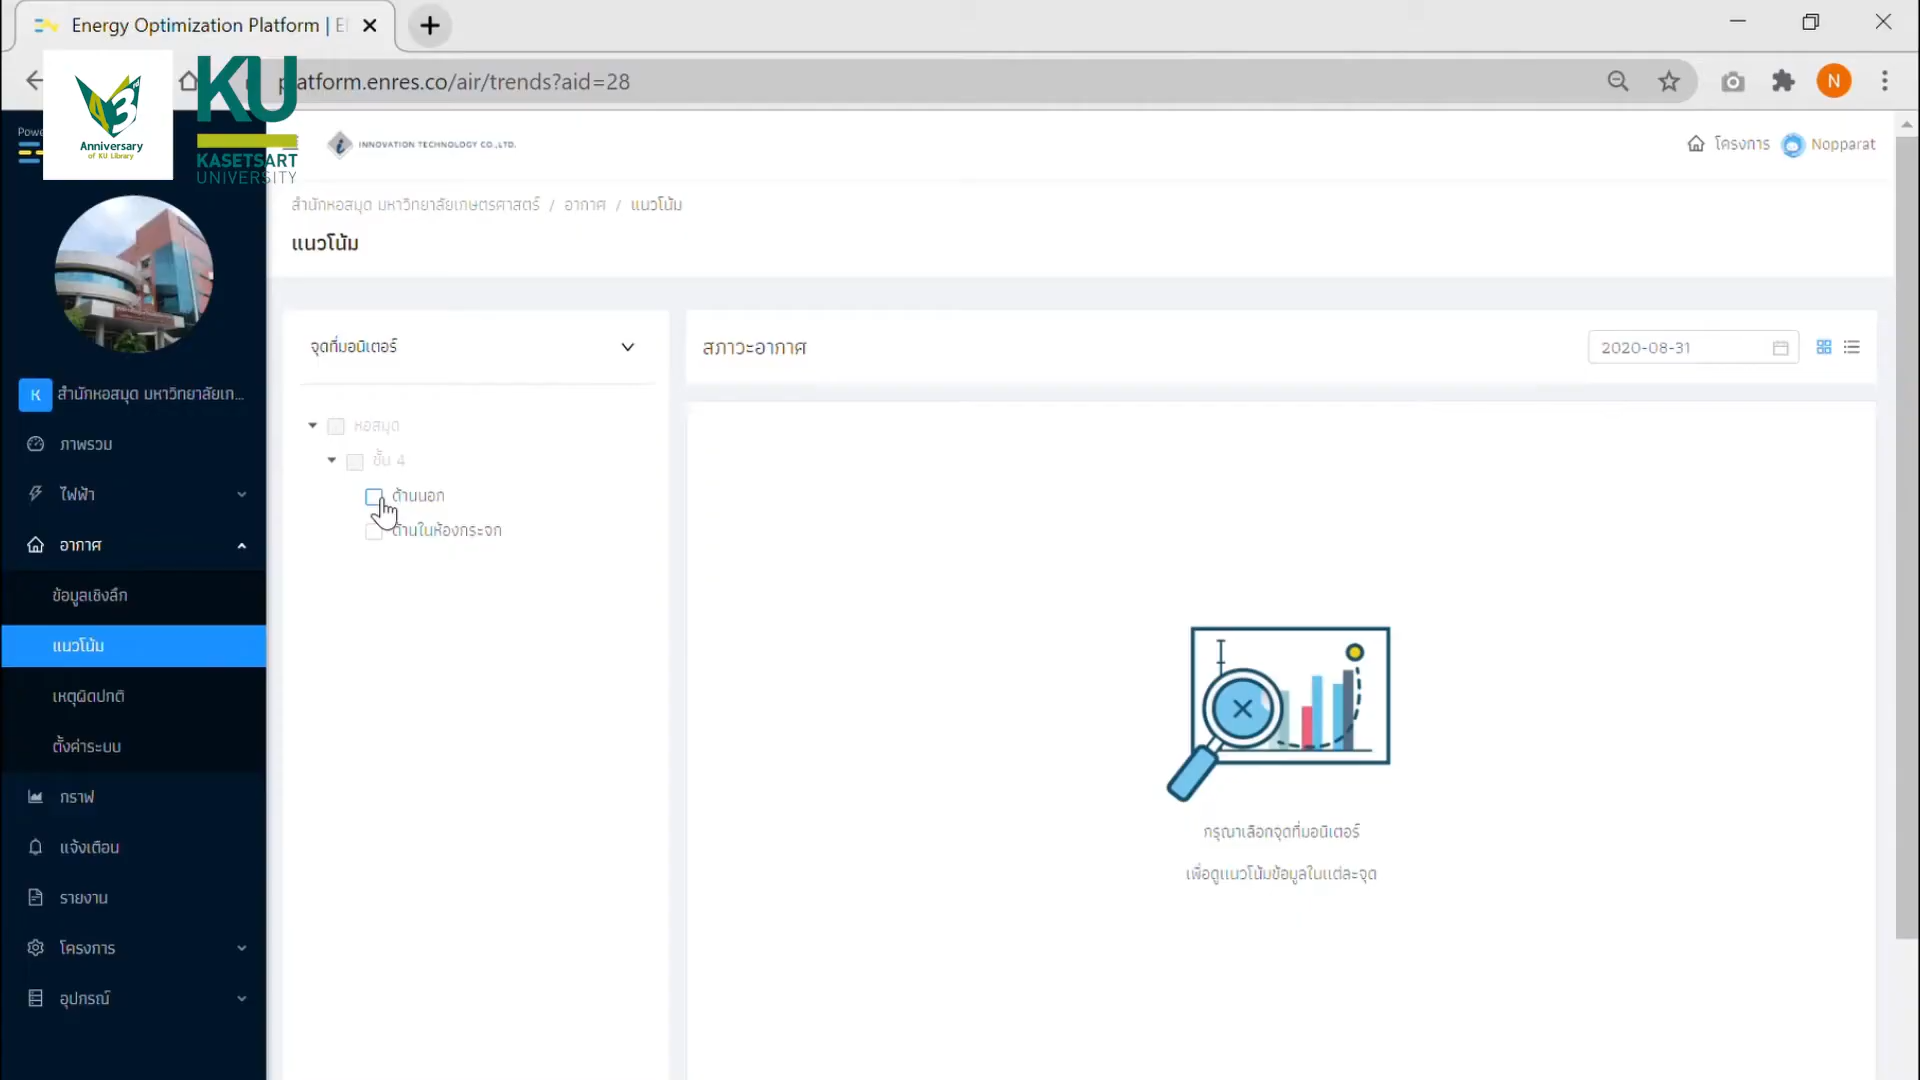 Energy Optimization Platform | E
platform.enres.co/air/trends?aid=28
N
Anniversary
of KU Library
KU
KASETSART
UNIVERSITY
INNOVATION TECHNOLOGY CO.,LTD.
โครงการ
Nopparat
สำนักหอสมุด มหาวิทยาลัยเกษตรศาสตร์ / อากาศ / แนวโน้ม
แนวโน้ม
จุดที่มอนิเตอร์
สภาวะอากาศ
2020-08-31
K
สำนักหอสมุด มหาวิทยาลัยเก...
หอสมุด
ชั้น 4
ด้านนอก
ด้านในห้องกระจก
ภาพรวม
ไฟฟ้า
อากาศ
ข้อมูลเชิงลึก
แนวโน้ม
เหตุผิดปกติ
ตั้งค่าระบบ
กราฟ
แจ้งเตือน
รายงาน
โครงการ
อุปกรณ์
กรุณาเลือกจุดที่มอนิเตอร์
เพื่อดูแนวโน้มข้อมูลในแต่ละจุด